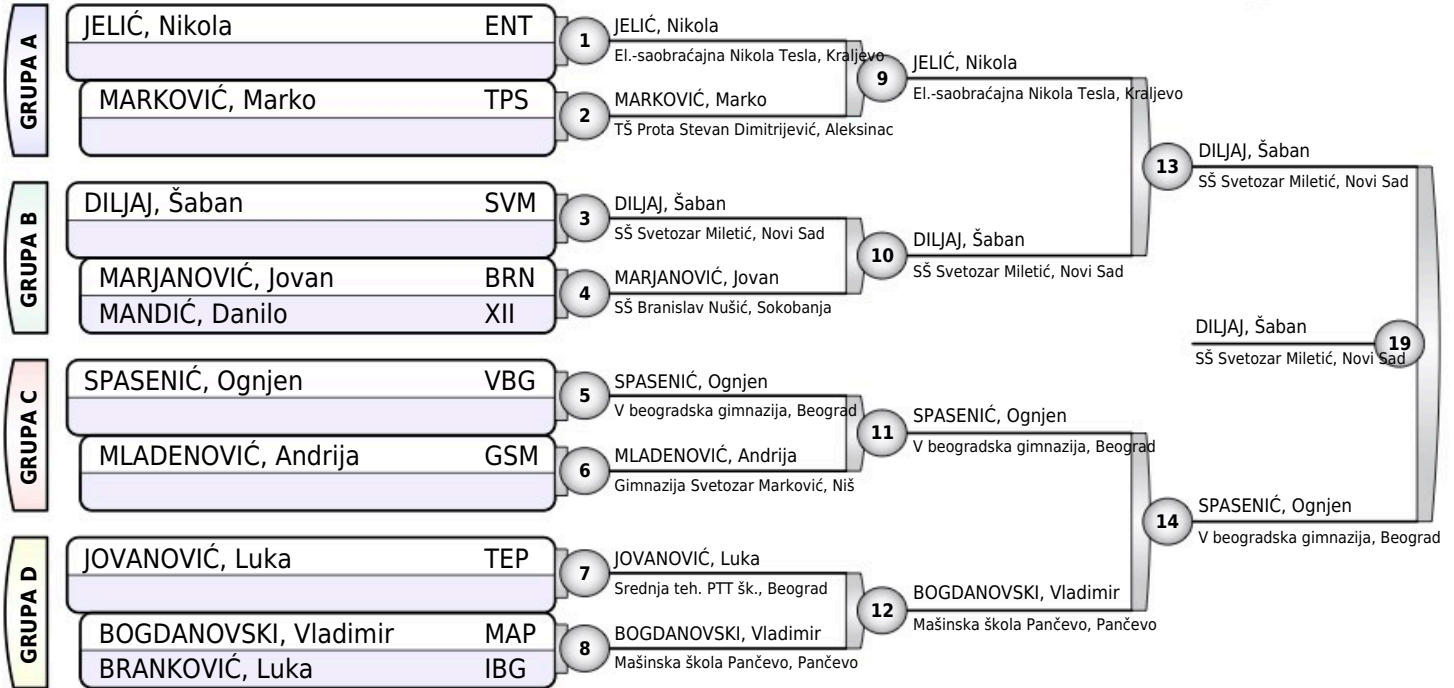 GRUPA A
JELIĆ, Nikola ENT
MARKOVIĆ, Marko TPS
GRUPA B
DILJAJ, Šaban SVM
MARJANOVIĆ, Jovan BRN
MANDIĆ, Danilo XII
GRUPA C
SPASENIĆ, Ognjen VBG
MLADENOVIĆ, Andrija GSM
GRUPA D
JOVANOVIĆ, Luka TEP
BOGDANOVSKI, Vladimir MAP
BRANKOVIĆ, Luka IBG
1
JELIĆ, Nikola
El.-saobraćajna Nikola Tesla, Kraljevo
2
MARKOVIĆ, Marko
TŠ Prota Stevan Dimitrijević, Aleksinac
3
DILJAJ, Šaban
SŠ Svetozar Miletić, Novi Sad
4
MARJANOVIĆ, Jovan
SŠ Branislav Nušić, Sokobanja
5
SPASENIĆ, Ognjen
V beogradska gimnazija, Beograd
6
MLADENOVIĆ, Andrija
Gimnazija Svetozar Marković, Niš
7
JOVANOVIĆ, Luka
Srednja teh. PTT šk., Beograd
8
BOGDANOVSKI, Vladimir
Mašinska škola Pančevo, Pančevo
9
JELIĆ, Nikola
El.-saobraćajna Nikola Tesla, Kraljevo
10
DILJAJ, Šaban
SŠ Svetozar Miletić, Novi Sad
11
SPASENIĆ, Ognjen
V beogradska gimnazija, Beograd
12
BOGDANOVSKI, Vladimir
Mašinska škola Pančevo, Pančevo
13
DILJAJ, Šaban
SŠ Svetozar Miletić, Novi Sad
14
SPASENIĆ, Ognjen
V beogradska gimnazija, Beograd
DILJAJ, Šaban
19
SŠ Svetozar Miletić, Novi Sad